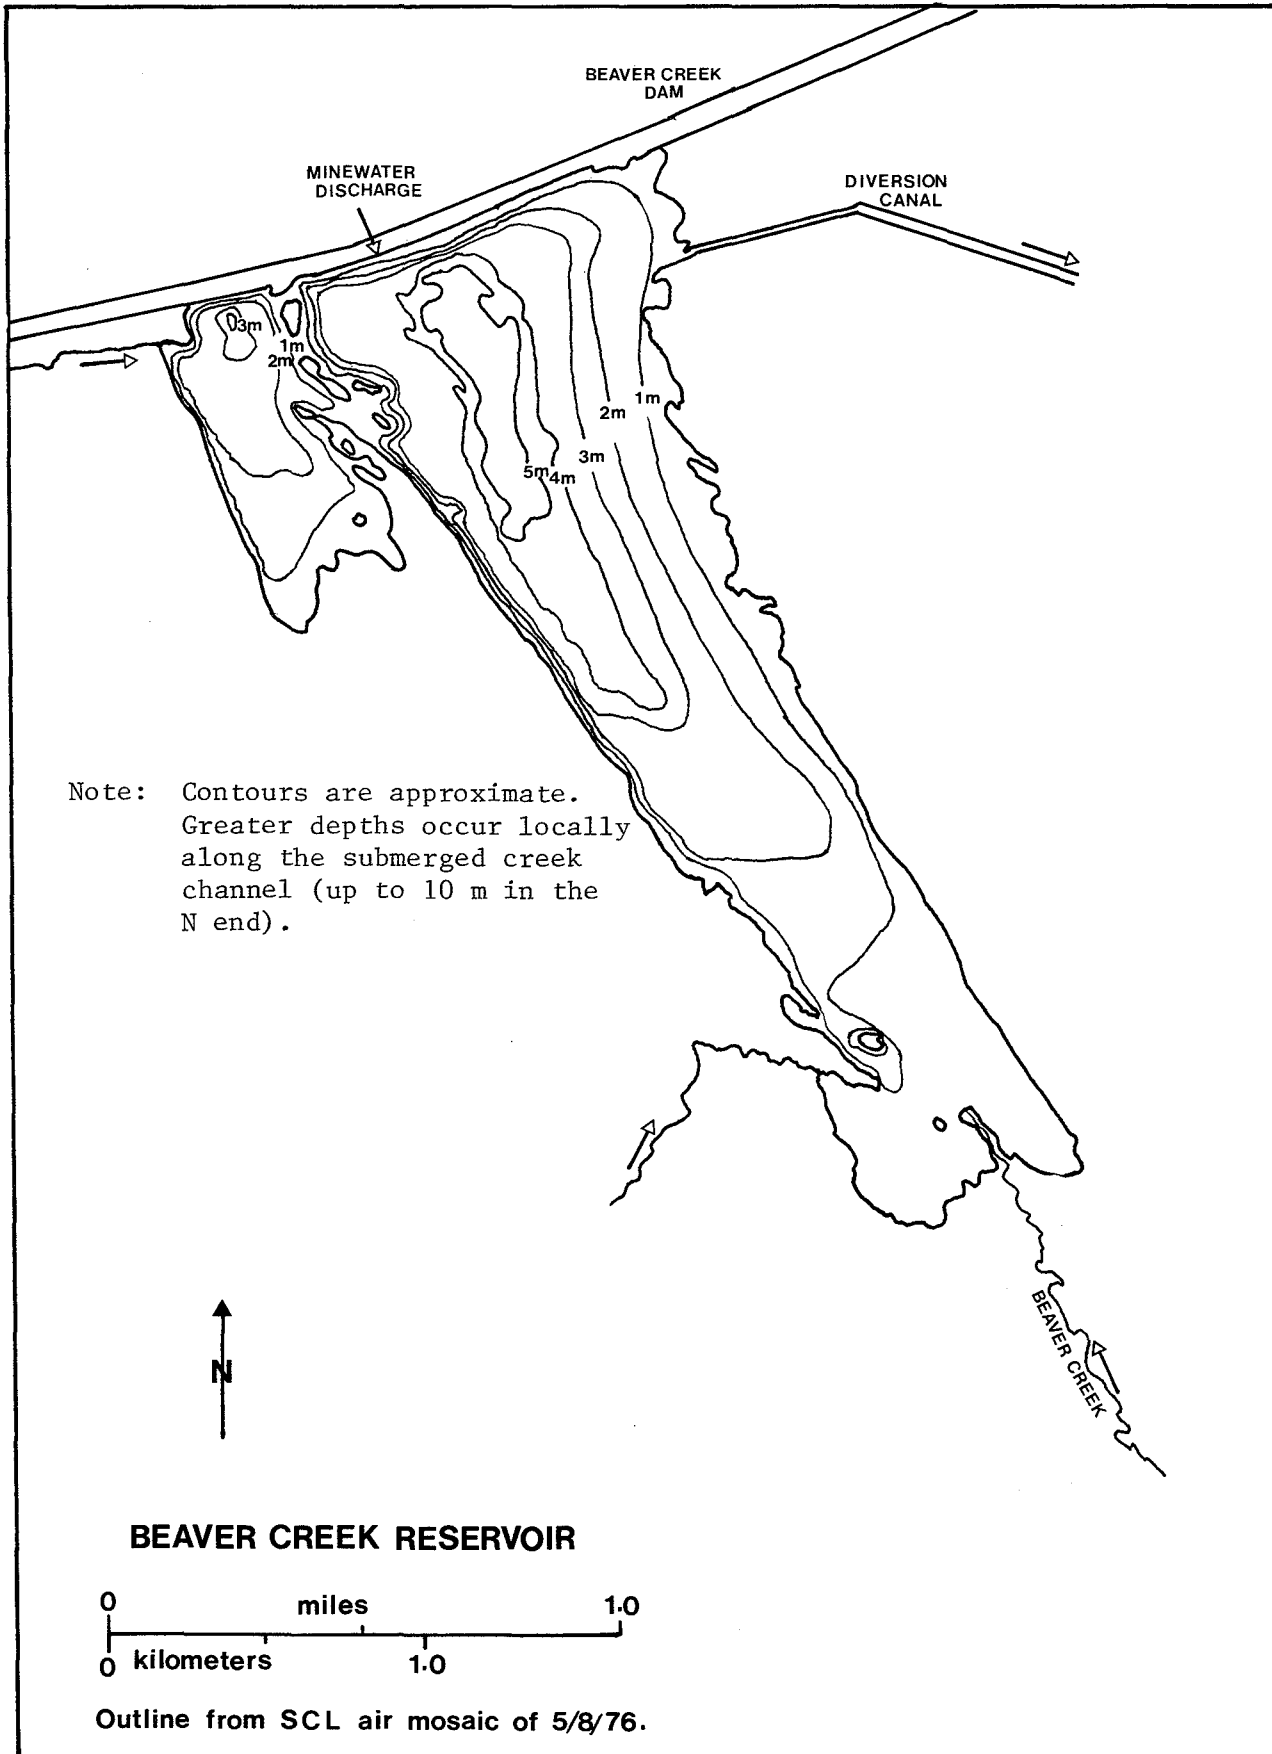 BEAVER CREEK
DAM
MINEWATER
DISCHARGE
DIVERSION
CANAL
3m
1m
2m
1m
2m
3m
5m
4m
Note: Contours are approximate.
Greater depths occur locally
along the submerged creek
channel (up to 10 m in the
N end).
BEAVER CREEK
N
BEAVER CREEK RESERVOIR
0 miles 1.0
0 kilometers 1.0
Outline from SCL air mosaic of 5/8/76.